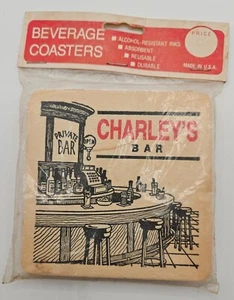 BEVERAGE
COASTERS
■ ALCOHOL-RESISTANT INKS
■ ABSORBENT
■ REUSABLE
■ DURABLE
PRICE
MADE IN U.S.A.
PRIVATE
BAR
CHARLEY'S
BAR